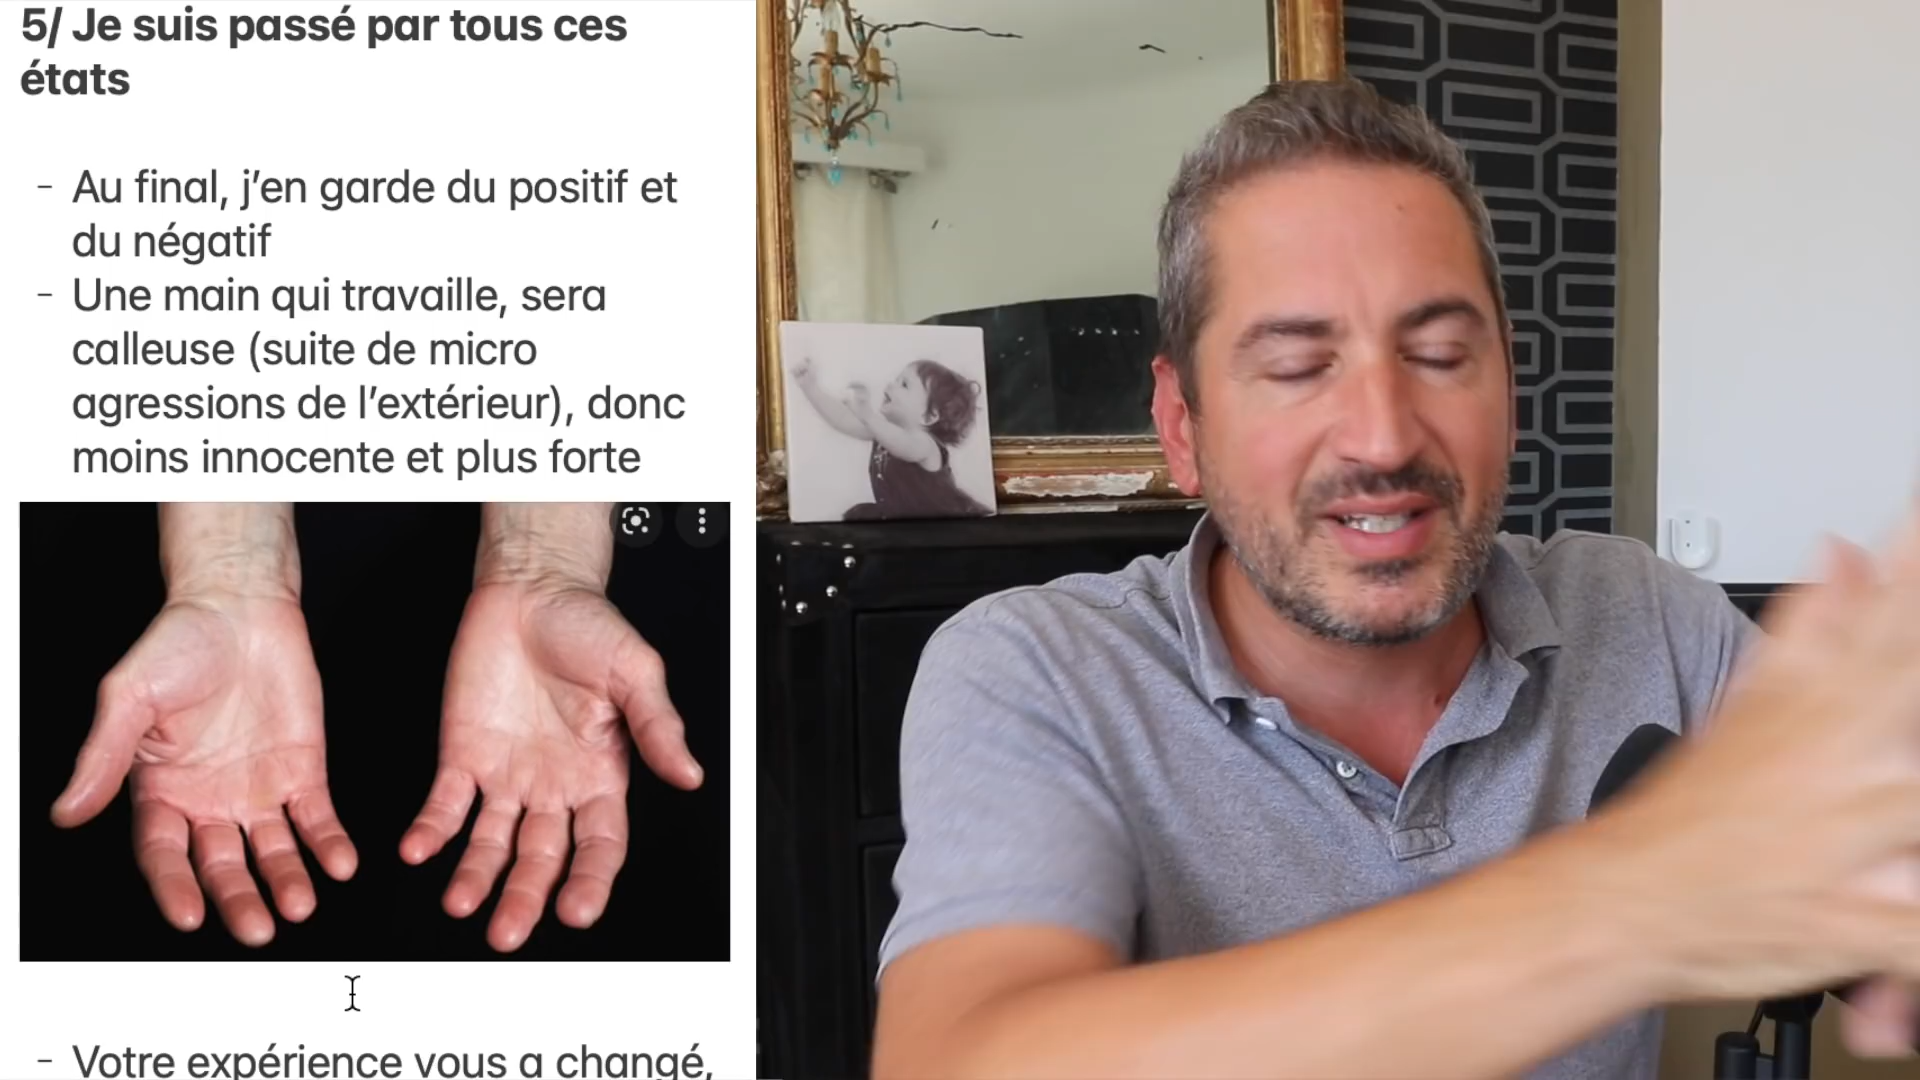 5/ Je suis passé par tous ces
états
- Au final, j’en garde du positif et
du négatif
- Une main qui travaille, sera
calleuse (suite de micro
agressions de l’extérieur), donc
moins innocente et plus forte
- Votre expérience vous a changé,